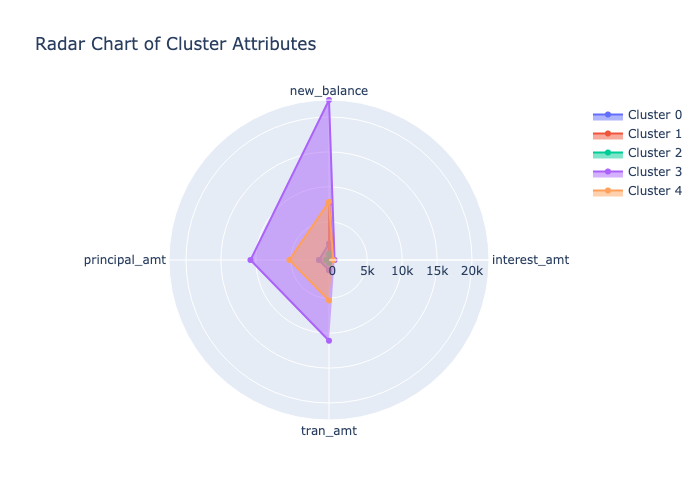 Radar Chart of Cluster Attributes
new_balance
Cluster 0
Cluster 1
Cluster 2
Cluster 3
Cluster 4
principal_amt
interest_amt
0 5k 10k 15k 20k
tran_amt